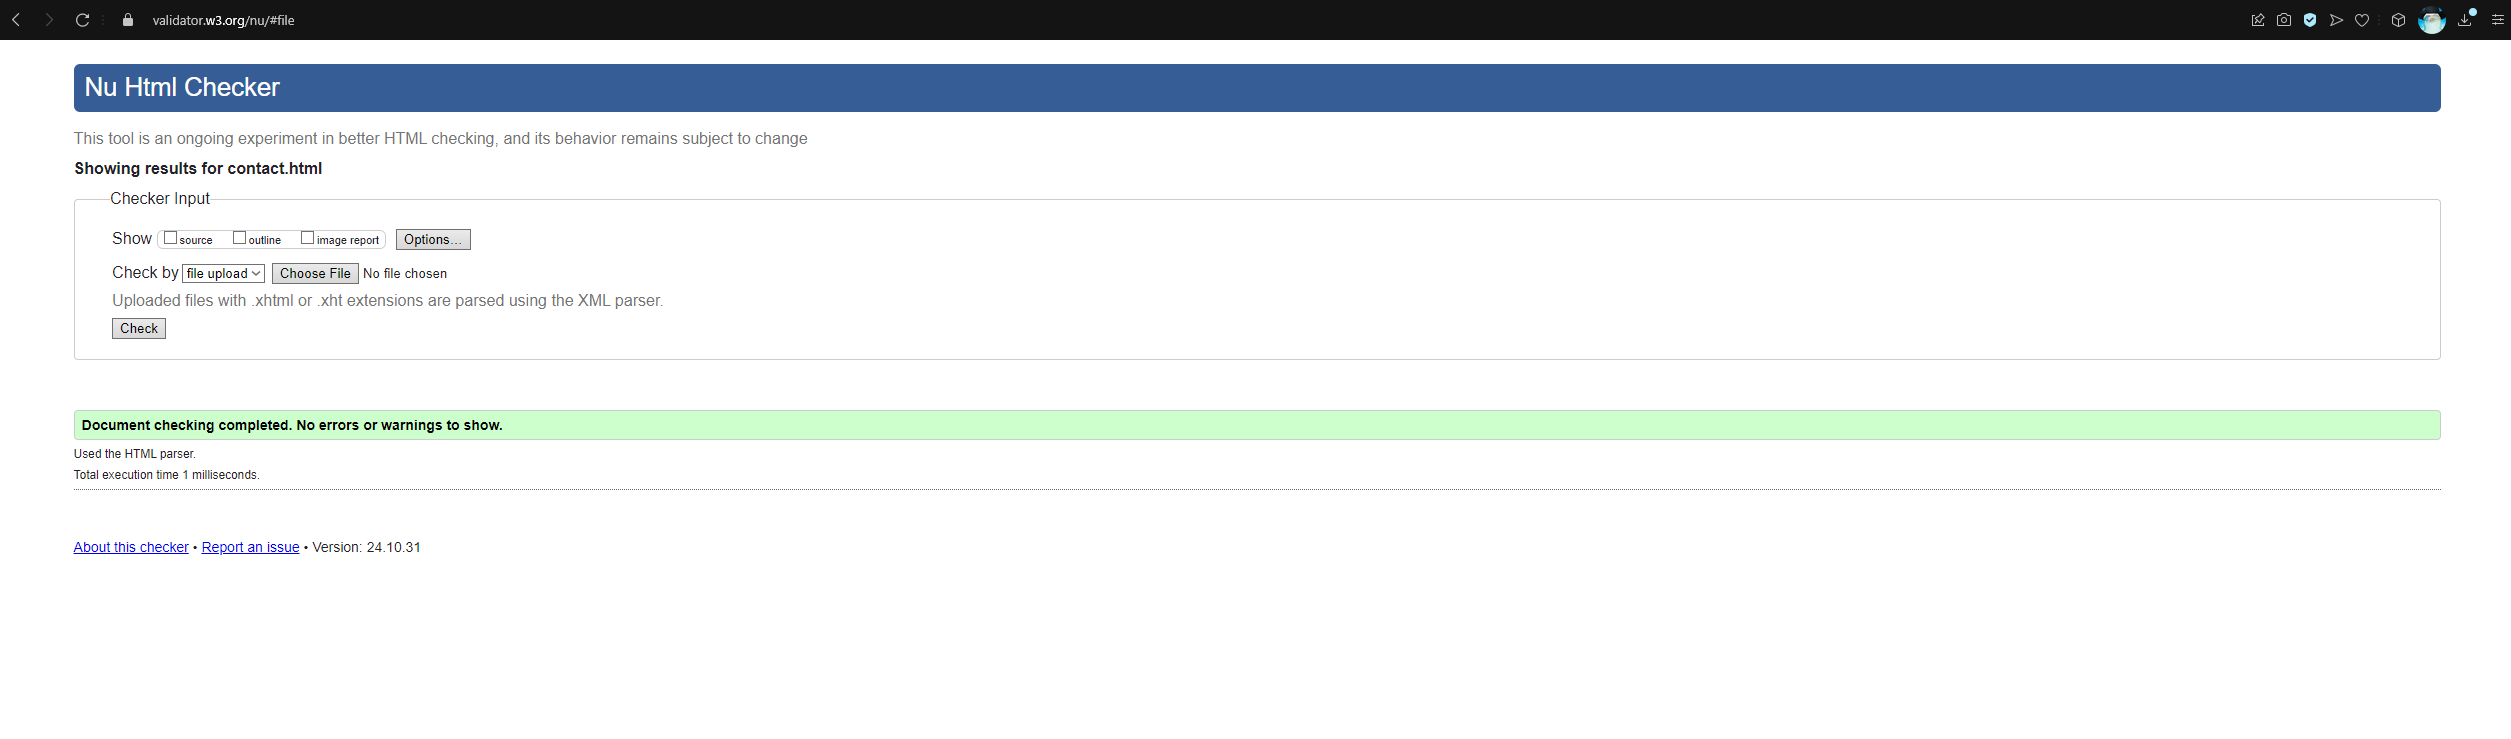 validator.w3.org/nu/#file
Nu Html Checker
This tool is an ongoing experiment in better HTML checking, and its behavior remains subject to change
Showing results for contact.html
Checker Input
Show source outline image report Options...
Check by file upload Choose File No file chosen
Uploaded files with .xhtml or .xht extensions are parsed using the XML parser.
Check
Document checking completed. No errors or warnings to show.
Used the HTML parser.
Total execution time 1 milliseconds.
About this checker • Report an issue • Version: 24.10.31